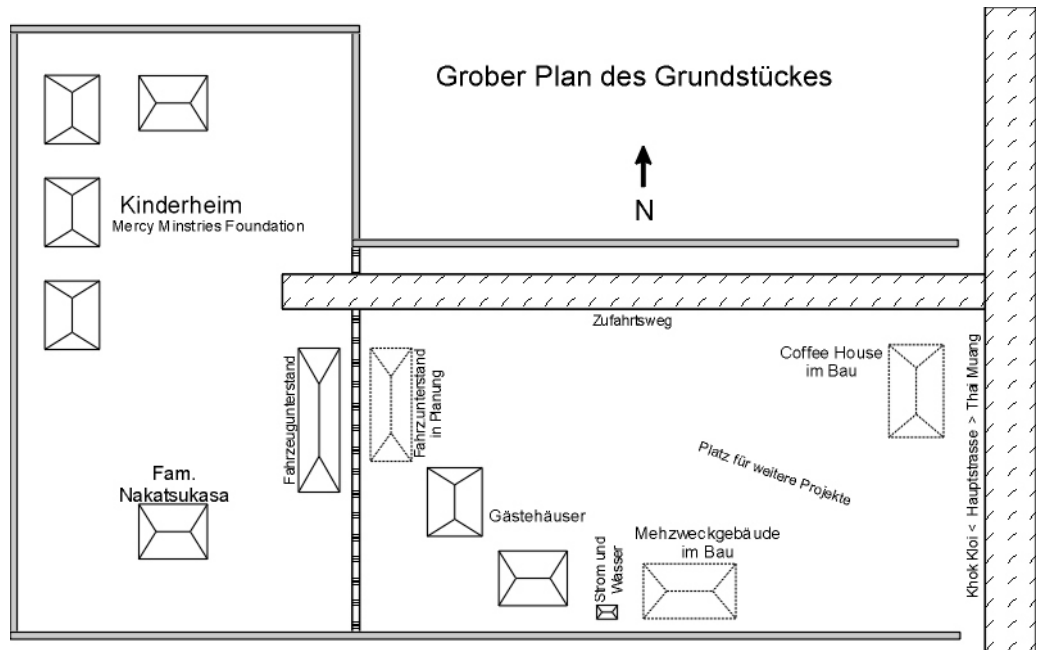 Grober Plan des Grundstückes
N
Kinderheim
Mercy Minstries Foundation
Zufahrtsweg
Coffee House
im Bau
Khok Kloi < Hauptstrasse > Thai Muang
Fahrzeugunterstand
Fahrz.unterstand
in Planung
Platz für weitere Projekte
Fam.
Nakatsukasa
Gästehäuser
Strom und
Wasser
Mehzweckgebäude
im Bau